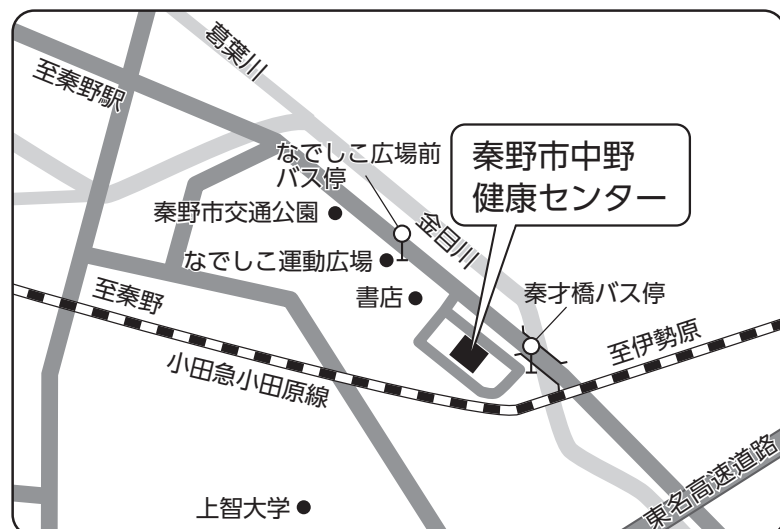 葛葉川
至秦野駅
なでしこ広場前
バス停
秦野市中野
健康センター
秦野市交通公園
金目川
なでしこ運動広場
至秦野
書店
秦才橋バス停
至伊勢原
小田急小田原線
東名高速道路
上智大学